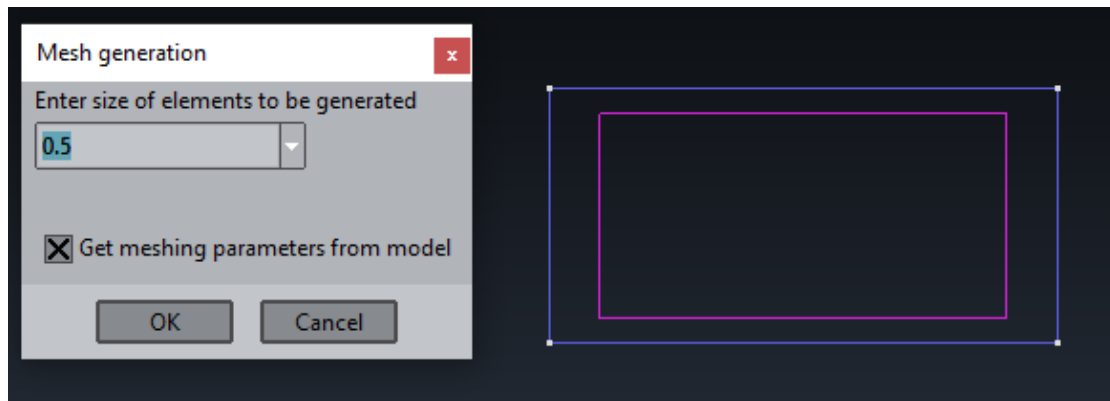 Mesh generation
x
Enter size of elements to be generated
0.5
Get meshing parameters from model
OK
Cancel